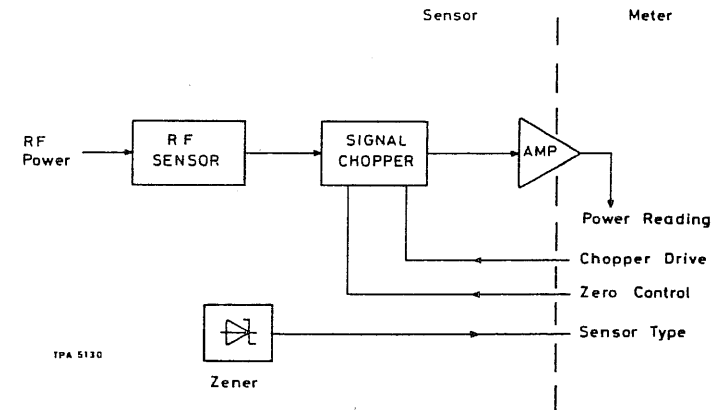 Sensor
Meter
RF
Power
RF
SENSOR
SIGNAL
CHOPPER
AMP
Power Reading
Chopper Drive
Zero Control
Sensor Type
TPA 5130
Zener